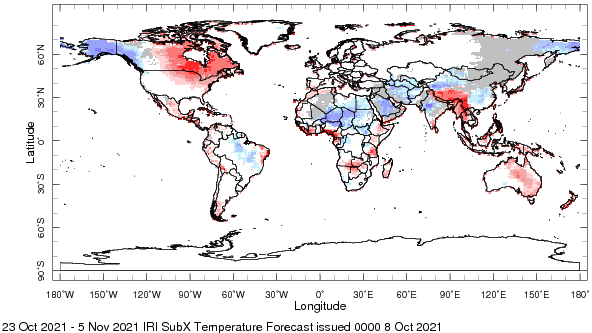 60°N
30°N
0°
30°S
60°S
90°S
Latitude
180°W 150°W 120°W 90°W 60°W 30°W 0° 30°E 60°E 90°E 120°E 150°E 180°E
Longitude
23 Oct 2021 - 5 Nov 2021 IRI SubX Temperature Forecast issued 0000 8 Oct 2021